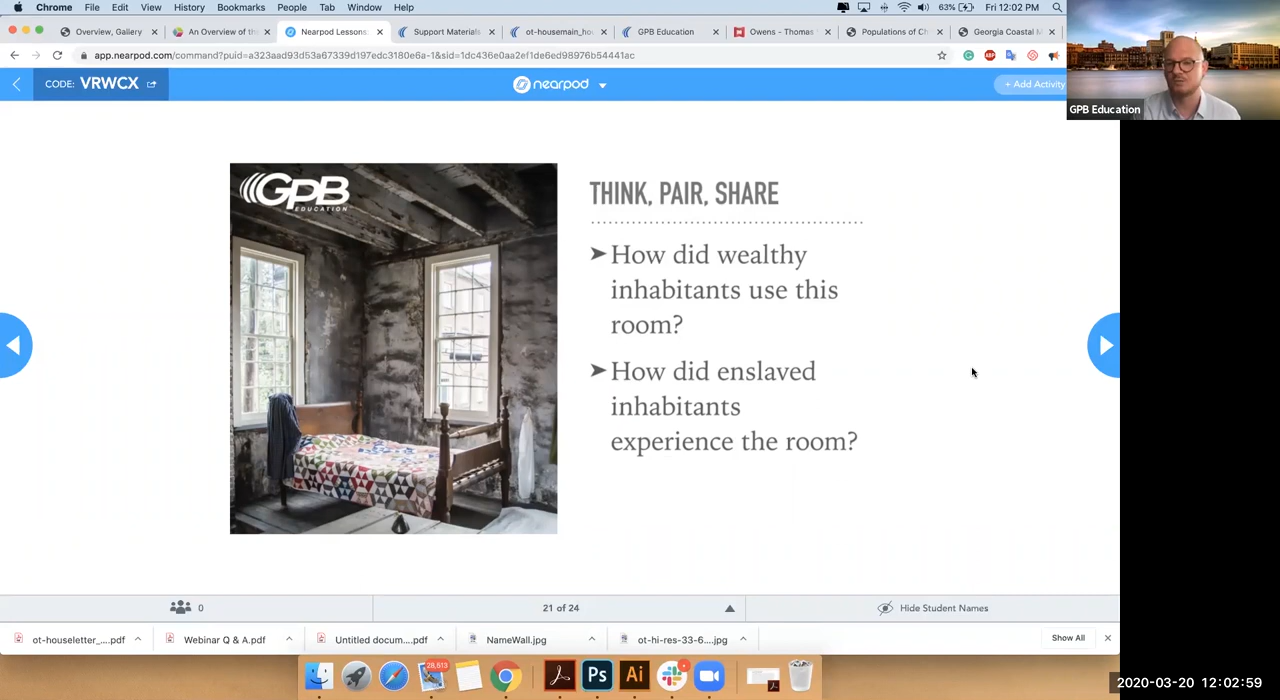 Chrome File Edit View History Bookmarks People Tab Window Help 63% Fri 12:02 PM
Overview, Gallery An Overview of th Nearpod Lessons: Support Materials ot-housemain_ho GPB Education Owens - Thomas Populations of Ch Georgia Coastal M
app.nearpod.com/command?puid=a323aad93d53a67339d197edc3180e6a-1&sid=1dc436e0aa2ef1de6ed98976b54441ac
CODE: VRWCX nearpod + Add Activity
GPB Education
GPB
EDUCATION
THINK, PAIR, SHARE
➤ How did wealthy
inhabitants use this
room?
➤ How did enslaved
inhabitants
experience the room?
0 21 of 24 Hide Student Names
ot-houseletter_....pdf Webinar Q & A.pdf Untitled docum....pdf NameWall.jpg ot-hi-res-33-6....jpg Show All
28,613
Ps Ai
2020-03-20 12:02:59